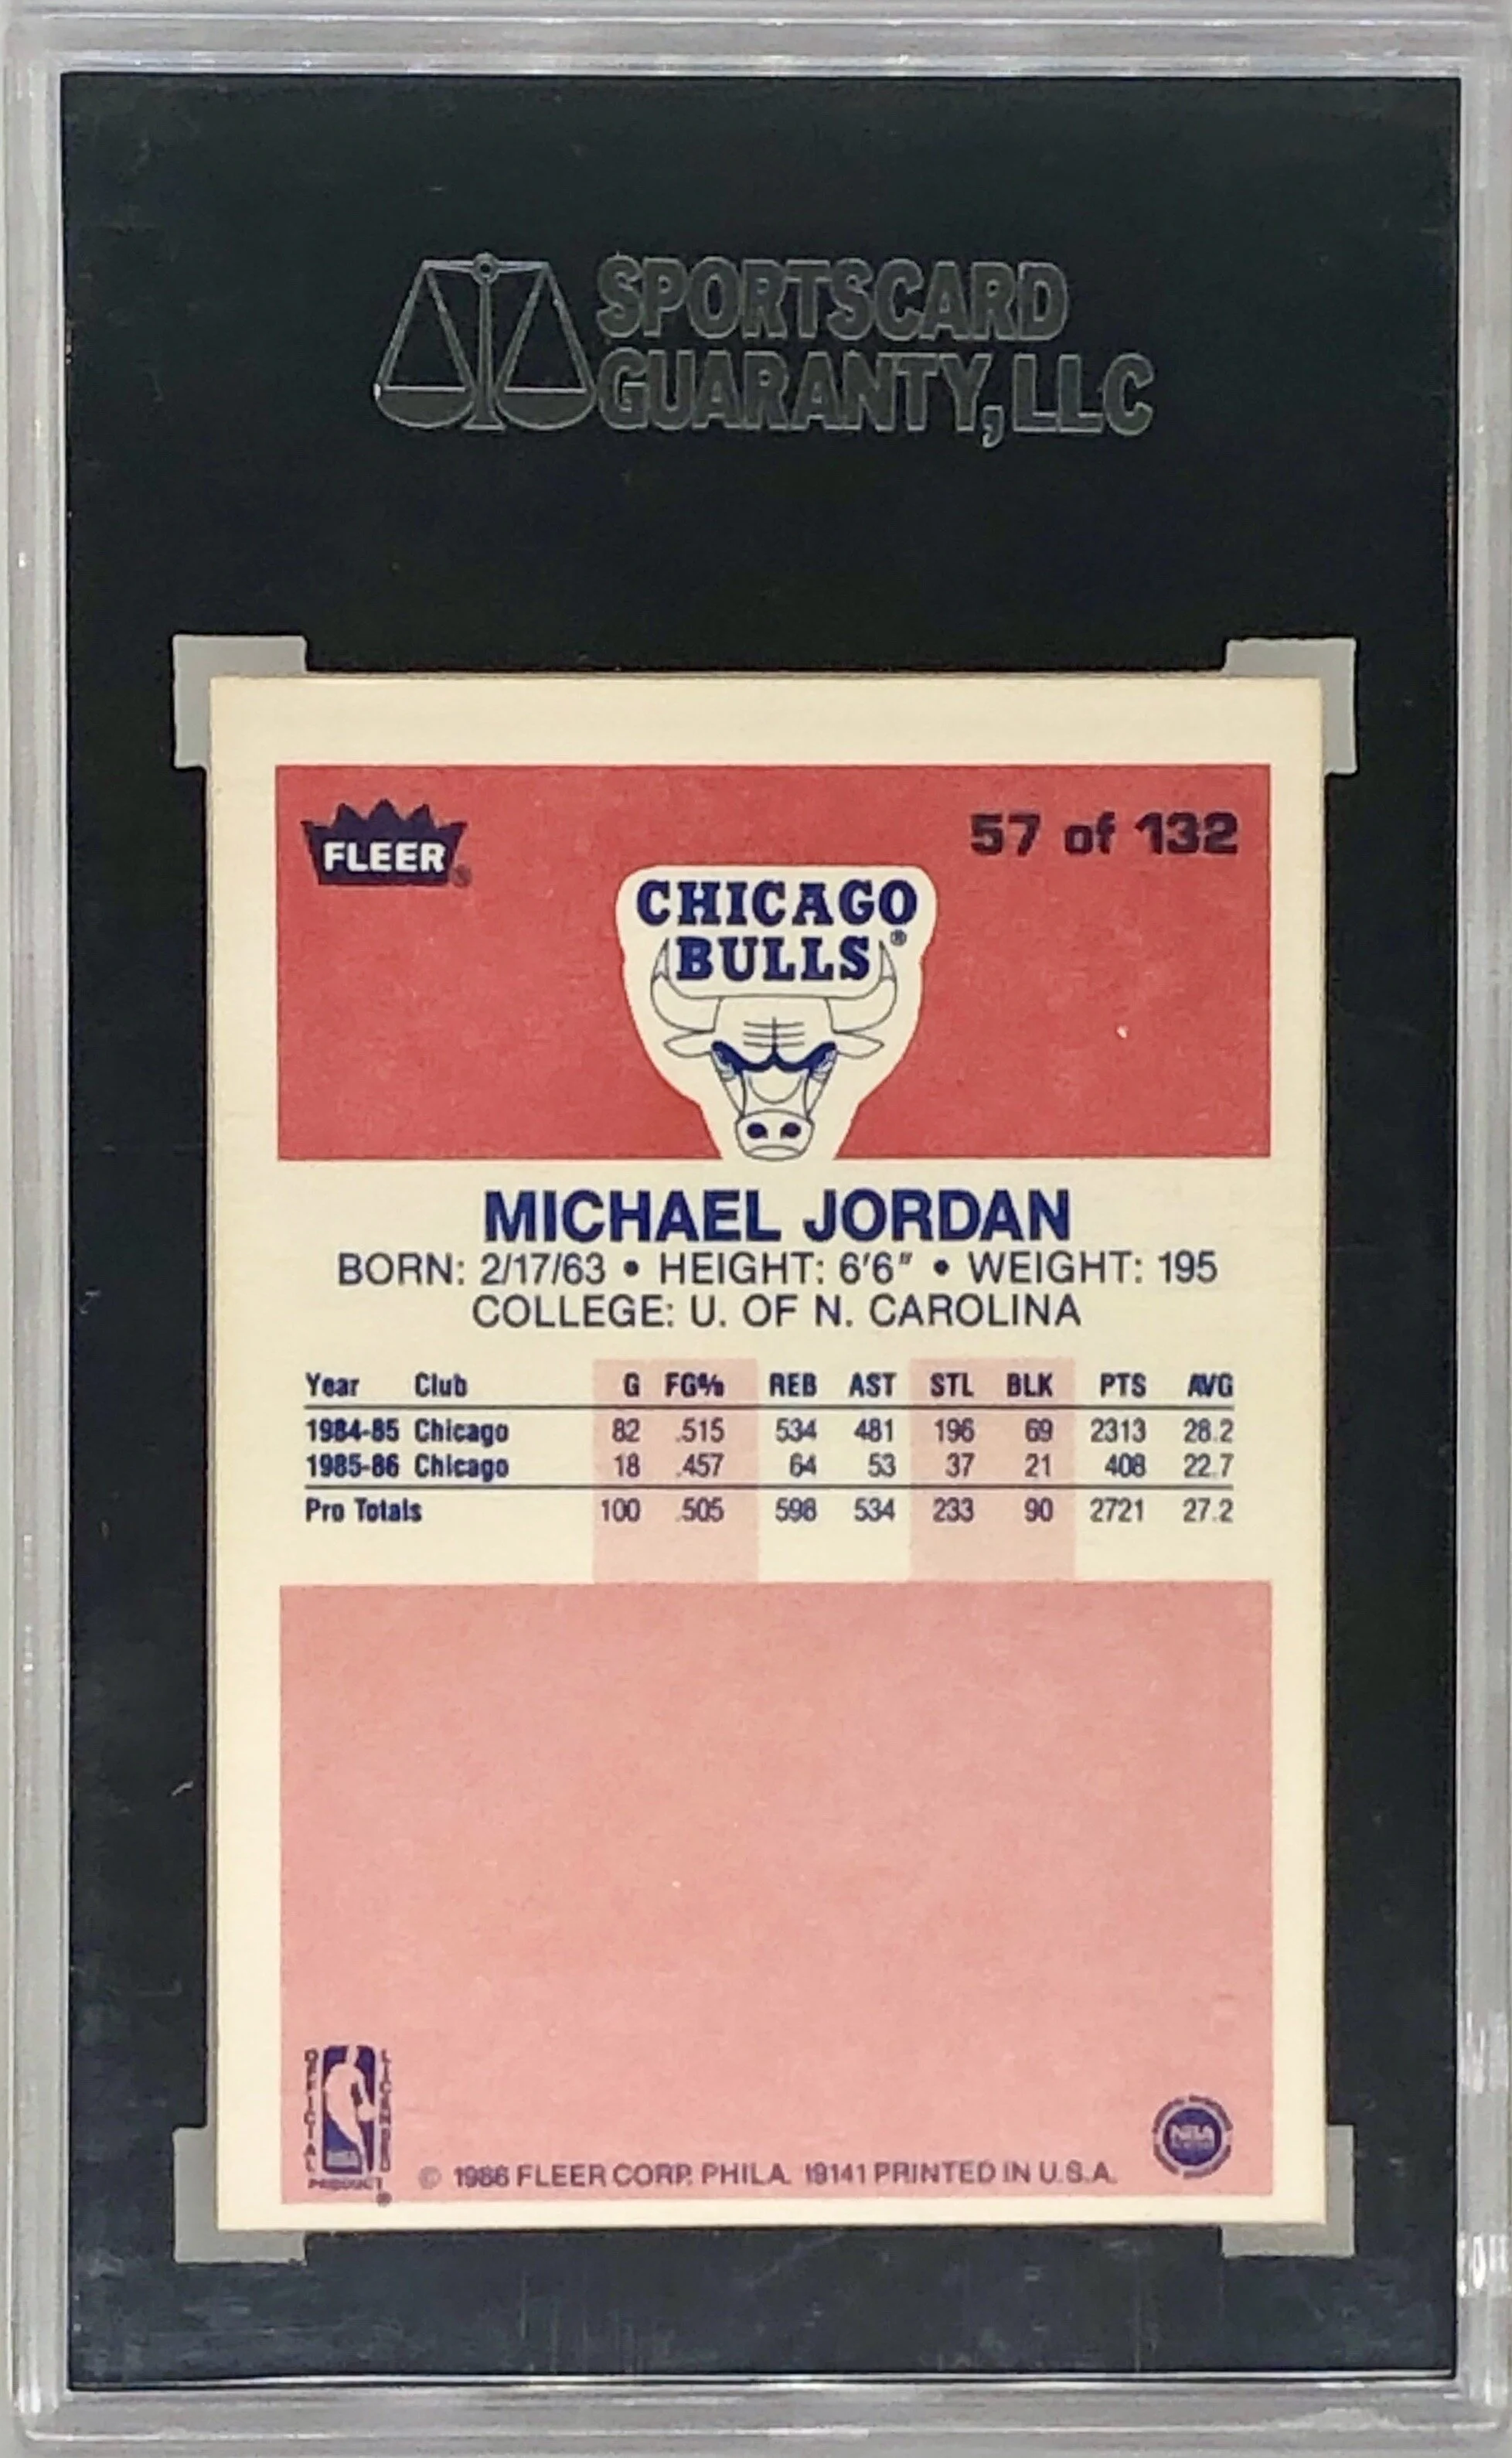 SPORTSCARD
GUARANTY, LLC
FLEER®
57 of 132
CHICAGO
BULLS®
MICHAEL JORDAN
BORN: 2/17/63 • HEIGHT: 6'6" • WEIGHT: 195
COLLEGE: U. OF N. CAROLINA
Year Club G FG% REB AST STL BLK PTS AVG
1984-85 Chicago 82 .515 534 481 196 69 2313 28.2
1985-86 Chicago 18 .457 64 53 37 21 408 22.7
Pro Totals 100 .505 598 534 233 90 2721 27.2
OFFICIAL
NBA
LICENSED
PRODUCT
®
© 1986 FLEER CORP. PHILA. 19141 PRINTED IN U.S.A.
NBA